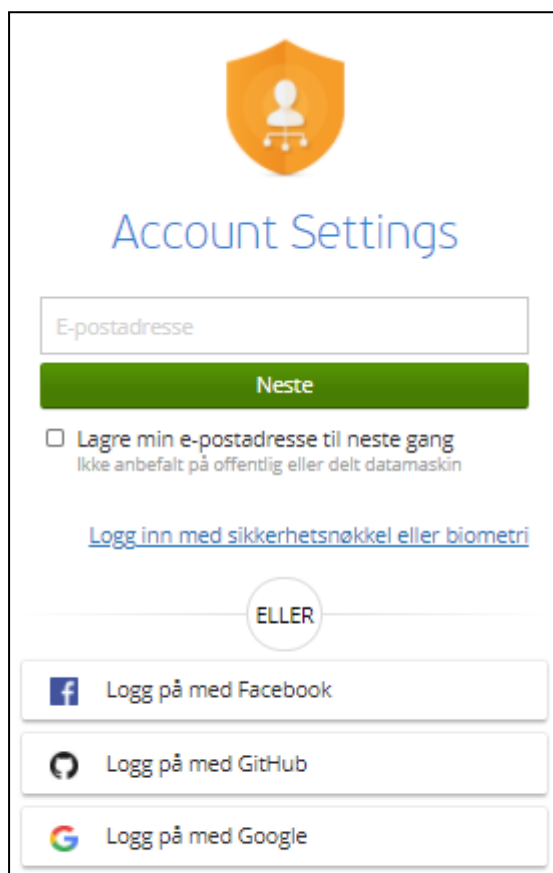 Account Settings
E-postadresse
Neste
Lagre min e-postadresse til neste gang
Ikke anbefalt på offentlig eller delt datamaskin
Logg inn med sikkerhetsnøkkel eller biometri
ELLER
Logg på med Facebook
Logg på med GitHub
Logg på med Google